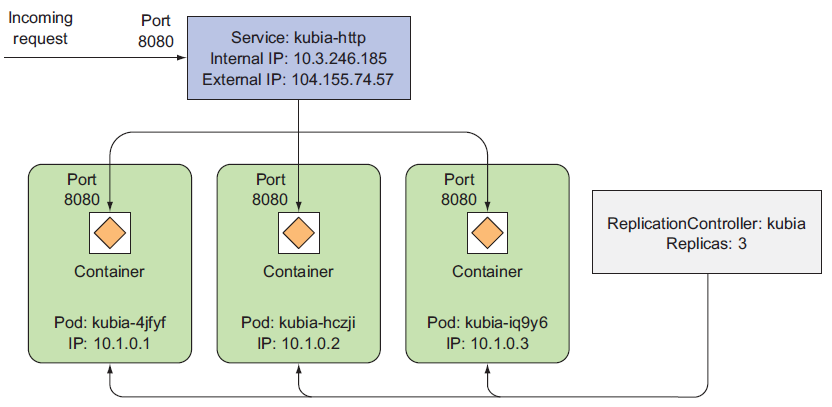 Incoming
request
Port
8080
Service: kubia-http
Internal IP: 10.3.246.185
External IP: 104.155.74.57
Port
8080
Container
Pod: kubia-4jfyf
IP: 10.1.0.1
Port
8080
Container
Pod: kubia-hczji
IP: 10.1.0.2
Port
8080
Container
Pod: kubia-iq9y6
IP: 10.1.0.3
ReplicationController: kubia
Replicas: 3